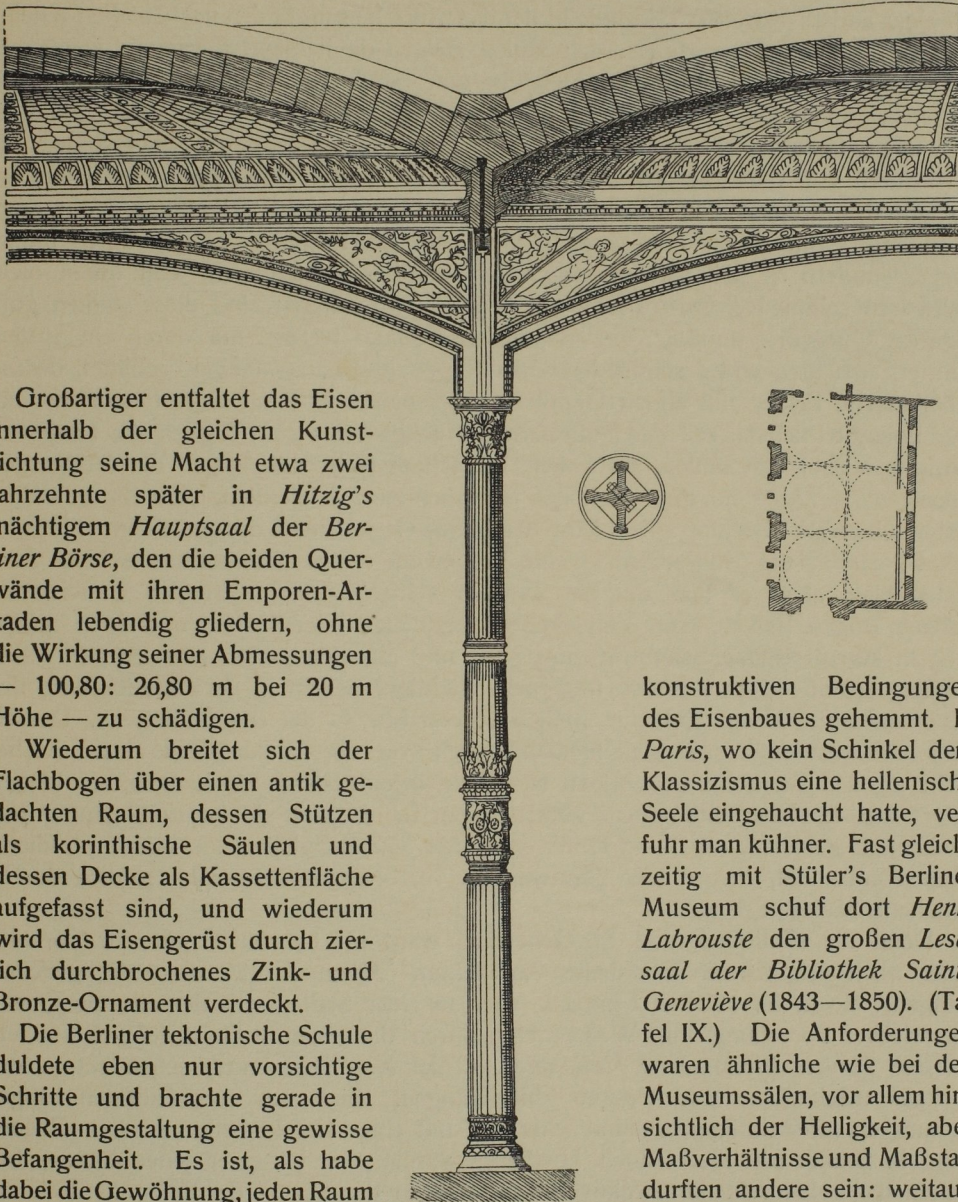 Großartiger entfaltet das Eisen
nnerhalb der gleichen Kunst-
ichtung seine Macht etwa zwei
ahrzehnte später in Hitzig's
mächtigem Hauptsaal der Ber-
iner Börse, den die beiden Quer-
wände mit ihren Emporen-Ar-
kaden lebendig gliedern, ohne
die Wirkung seiner Abmessungen
— 100,80: 26,80 m bei 20 m
Höhe — zu schädigen.
Wiederum breitet sich der
Flachbogen über einen antik ge-
dachten Raum, dessen Stützen
als korinthische Säulen und
dessen Decke als Kassettenfläche
aufgefasst sind, und wiederum
wird das Eisengerüst durch zier-
ich durchbrochenes Zink- und
Bronze-Ornament verdeckt.
Die Berliner tektonische Schule
duldete eben nur vorsichtige
Schritte und brachte gerade in
die Raumgestaltung eine gewisse
Befangenheit. Es ist, als habe
dabei die Gewöhnung, jeden Raum
konstruktiven Bedingunge
des Eisenbaues gehemmt. I
Paris, wo kein Schinkel der
Klassizismus eine hellenisch
Seele eingehaucht hatte, ve
fuhr man kühner. Fast gleich
zeitig mit Stüler's Berline
Museum schuf dort Henr
Labrouste den großen Lese
saal der Bibliothek Saint
Geneviève (1843—1850). (Ta
fel IX.) Die Anforderunge
waren ähnliche wie bei de
Museumssälen, vor allem hin
sichtlich der Helligkeit, abe
Maßverhältnisse und Maßsta
durften andere sein: weitau